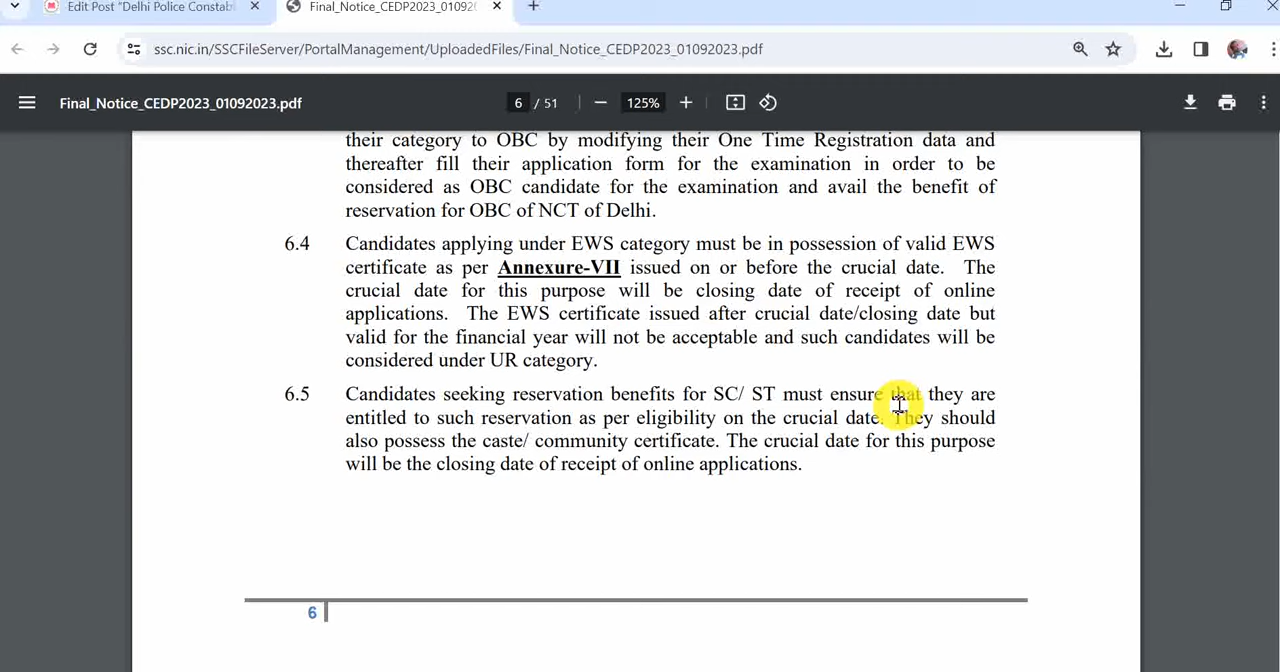 Edit Post "Delhi Police Constab
Final_Notice_CEDP2023_010920
ssc.nic.in/SSCFileServer/PortalManagement/UploadedFiles/Final_Notice_CEDP2023_01092023.pdf
Final_Notice_CEDP2023_01092023.pdf 6 / 51 125%
their category to OBC by modifying their One Time Registration data and
thereafter fill their application form for the examination in order to be
considered as OBC candidate for the examination and avail the benefit of
reservation for OBC of NCT of Delhi.
6.4 Candidates applying under EWS category must be in possession of valid EWS
certificate as per Annexure-VII issued on or before the crucial date. The
crucial date for this purpose will be closing date of receipt of online
applications. The EWS certificate issued after crucial date/closing date but
valid for the financial year will not be acceptable and such candidates will be
considered under UR category.
6.5 Candidates seeking reservation benefits for SC/ ST must ensure that they are
entitled to such reservation as per eligibility on the crucial date. They should
also possess the caste/ community certificate. The crucial date for this purpose
will be the closing date of receipt of online applications.
6